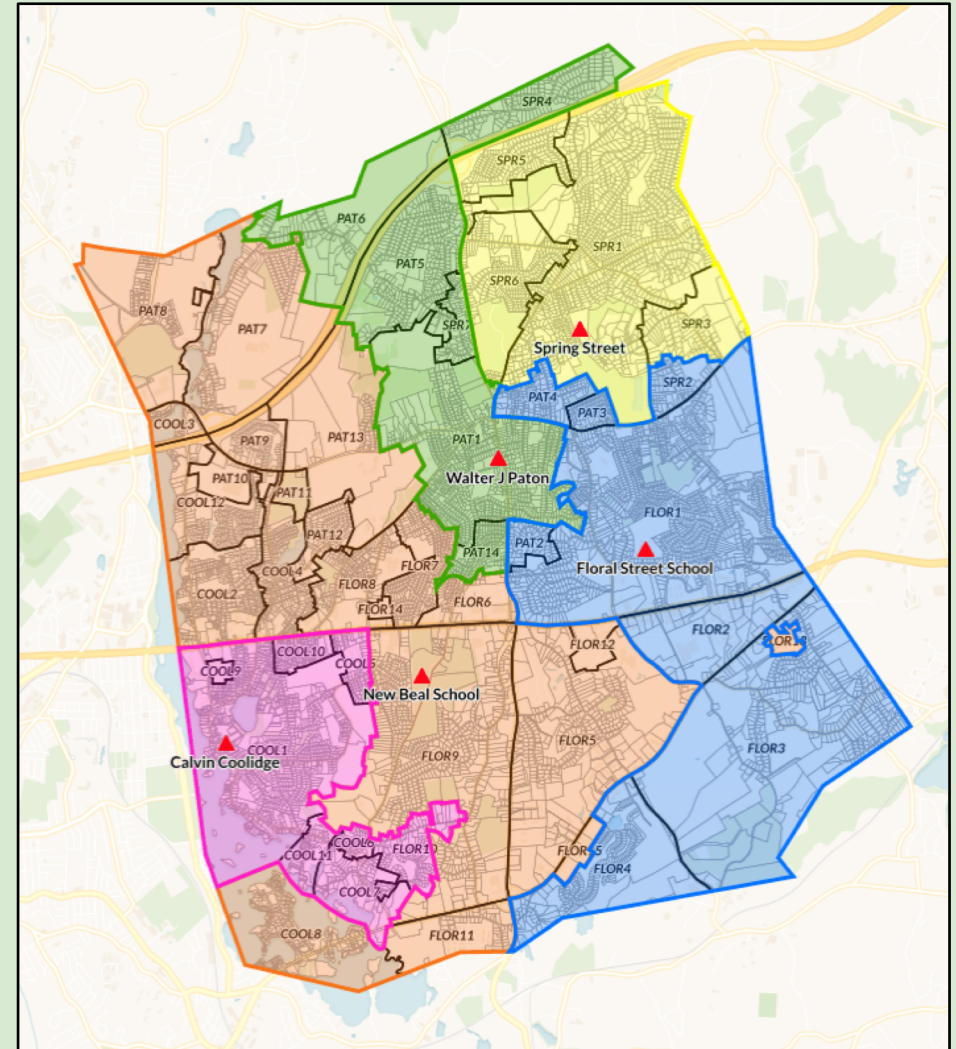 SPR4
SPR5
PAT6
SPR1
PAT5
SPR6
PAT8
PAT7
SPR7
SPR3
Spring Street
SPR2
PAT4
PAT3
COOL3
PAT9
PAT13
PAT1
PAT10
Walter J Paton
PAT11
COOL12
FLOR1
PAT12
PAT2
PAT14
Floral Street School
COOL4
FLOR7
FLOR8
COOL2
FLOR14
FLOR6
FLOR2
FLOR12
COOL10
COOL9
New Beal School
FLOR5
COOL1
FLOR3
FLOR9
Calvin Coolidge
COOL6
FLOR10
COOL11
FLOR4
COOL7
COOL8
FLOR11